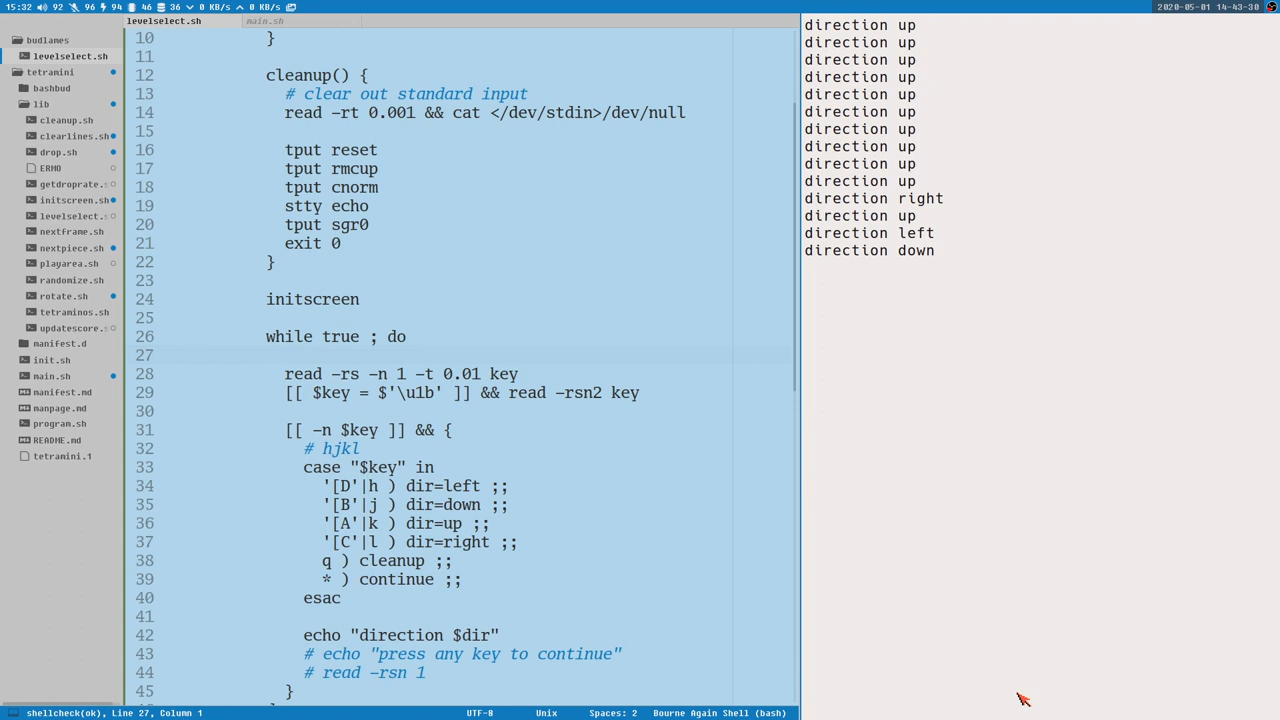 15:32 92 96 94 46 36 0 KB/s 0 KB/s
2020-05-01 14-43-30
levelselect.sh
main.sh
budlames
levelselect.sh
tetramini
bashbud
lib
cleanup.sh
clearlines.sh
drop.sh
ERMO
getdroprate.s
initscreen.sh
levelselect.s
nextframe.sh
nextpiece.sh
playarea.sh
randomize.sh
rotate.sh
tetraminos.sh
updatescore.s
manifest.d
init.sh
main.sh
manifest.md
manpage.md
program.sh
README.md
tetramini.1
10 }
11
12 cleanup() {
13 # clear out standard input
14 read -rt 0.001 && cat </dev/stdin>/dev/null
15
16 tput reset
17 tput rmcup
18 tput cnorm
19 stty echo
20 tput sgr0
21 exit 0
22 }
23
24 initscreen
25
26 while true ; do
27
28 read -rs -n 1 -t 0.01 key
29 [[ $key = $'\u1b' ]] && read -rsn2 key
30
31 [[ -n $key ]] && {
32 # hjkl
33 case "$key" in
34 '[D'|h ) dir=left ;;
35 '[B'|j ) dir=down ;;
36 '[A'|k ) dir=up ;;
37 '[C'|l ) dir=right ;;
38 q ) cleanup ;;
39 * ) continue ;;
40 esac
41
42 echo "direction $dir"
43 # echo "press any key to continue"
44 # read -rsn 1
45 }
direction up
direction up
direction up
direction up
direction up
direction up
direction up
direction up
direction up
direction up
direction right
direction up
direction left
direction down
shellcheck(ok), Line 27, Column 1
UTF-8
Unix
Spaces: 2
Bourne Again Shell (bash)